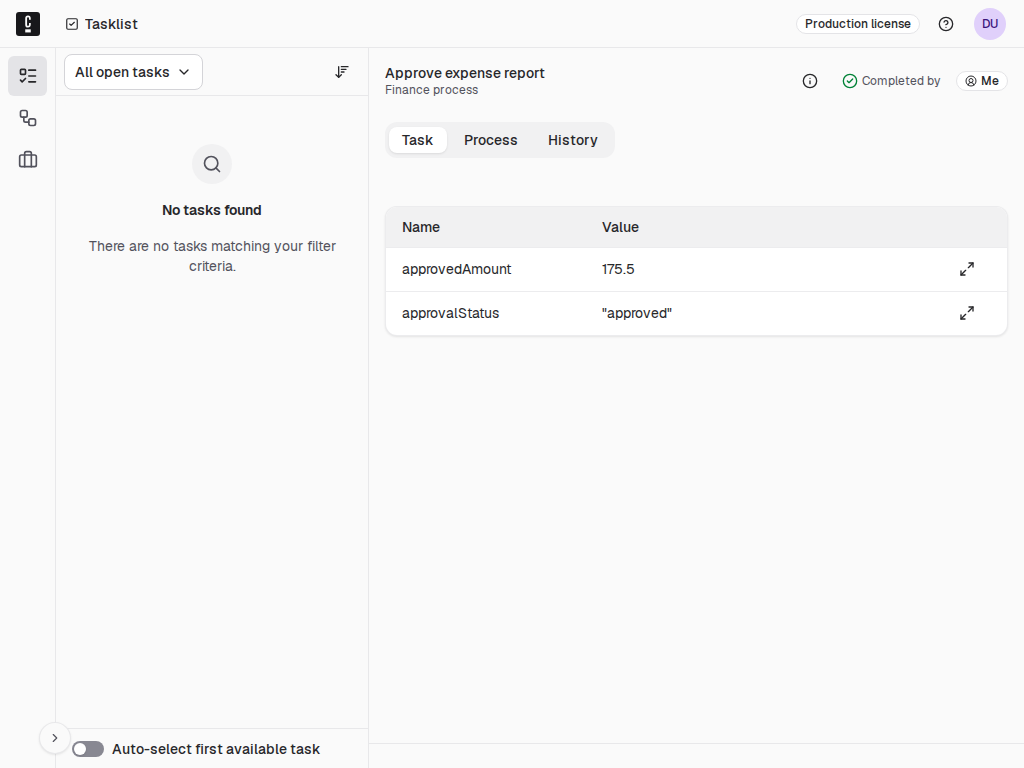 Tasklist
Production license
DU
All open tasks
No tasks found
There are no tasks matching your filter
criteria.
Auto-select first available task
Approve expense report
Finance process
Completed by
Me
Task Process History
Name Value
approvedAmount 175.5
approvalStatus "approved"